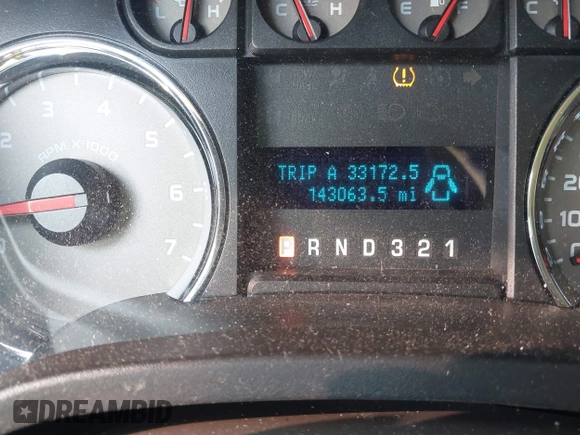 L H
C H
E F
C
2 3 4 5 6 7
RPM X 1000
0
TRIP A 33172.5
143063.5 mi
P R N D 3 2 1
20
10
DREAMBID